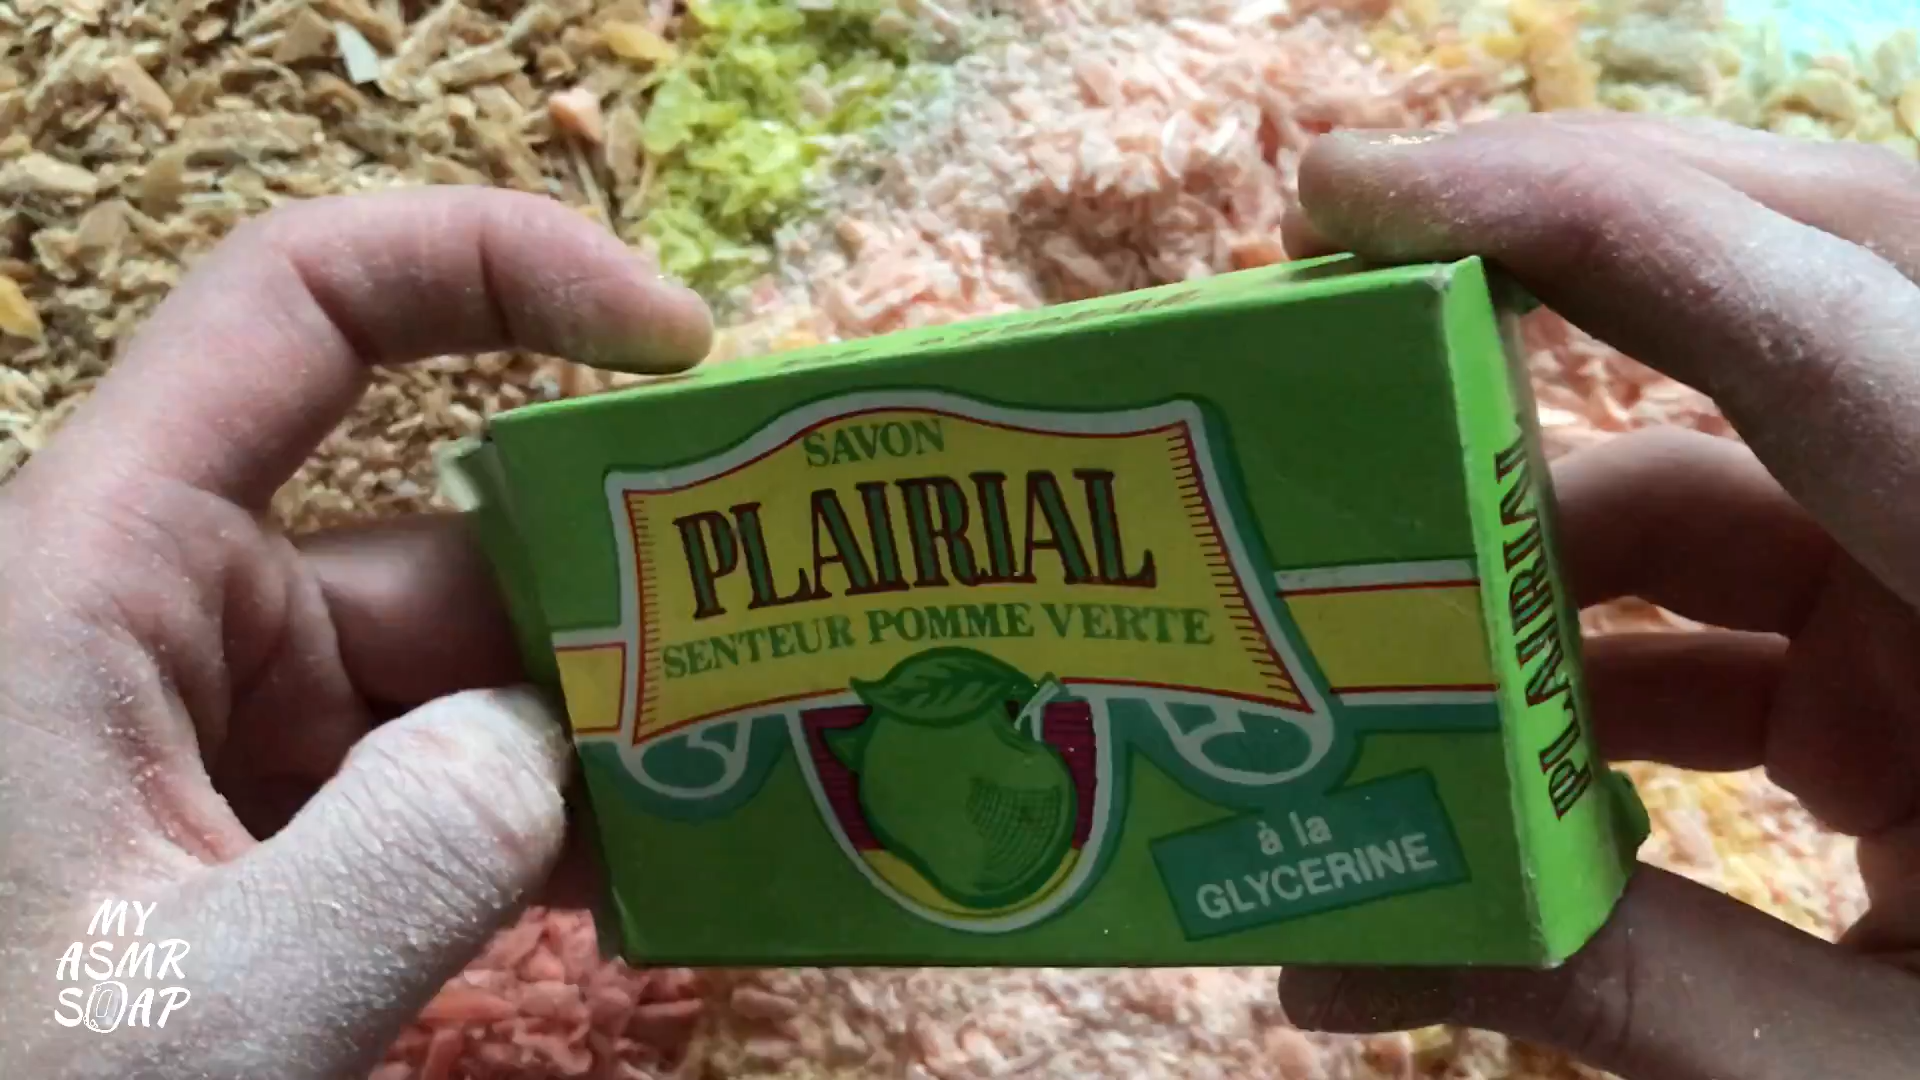 SAVON
PLAIRIAL
SENTEUR POMME VERTE
à la
GLYCERINE
PLAIRIAL
MY
ASMR
SOAP